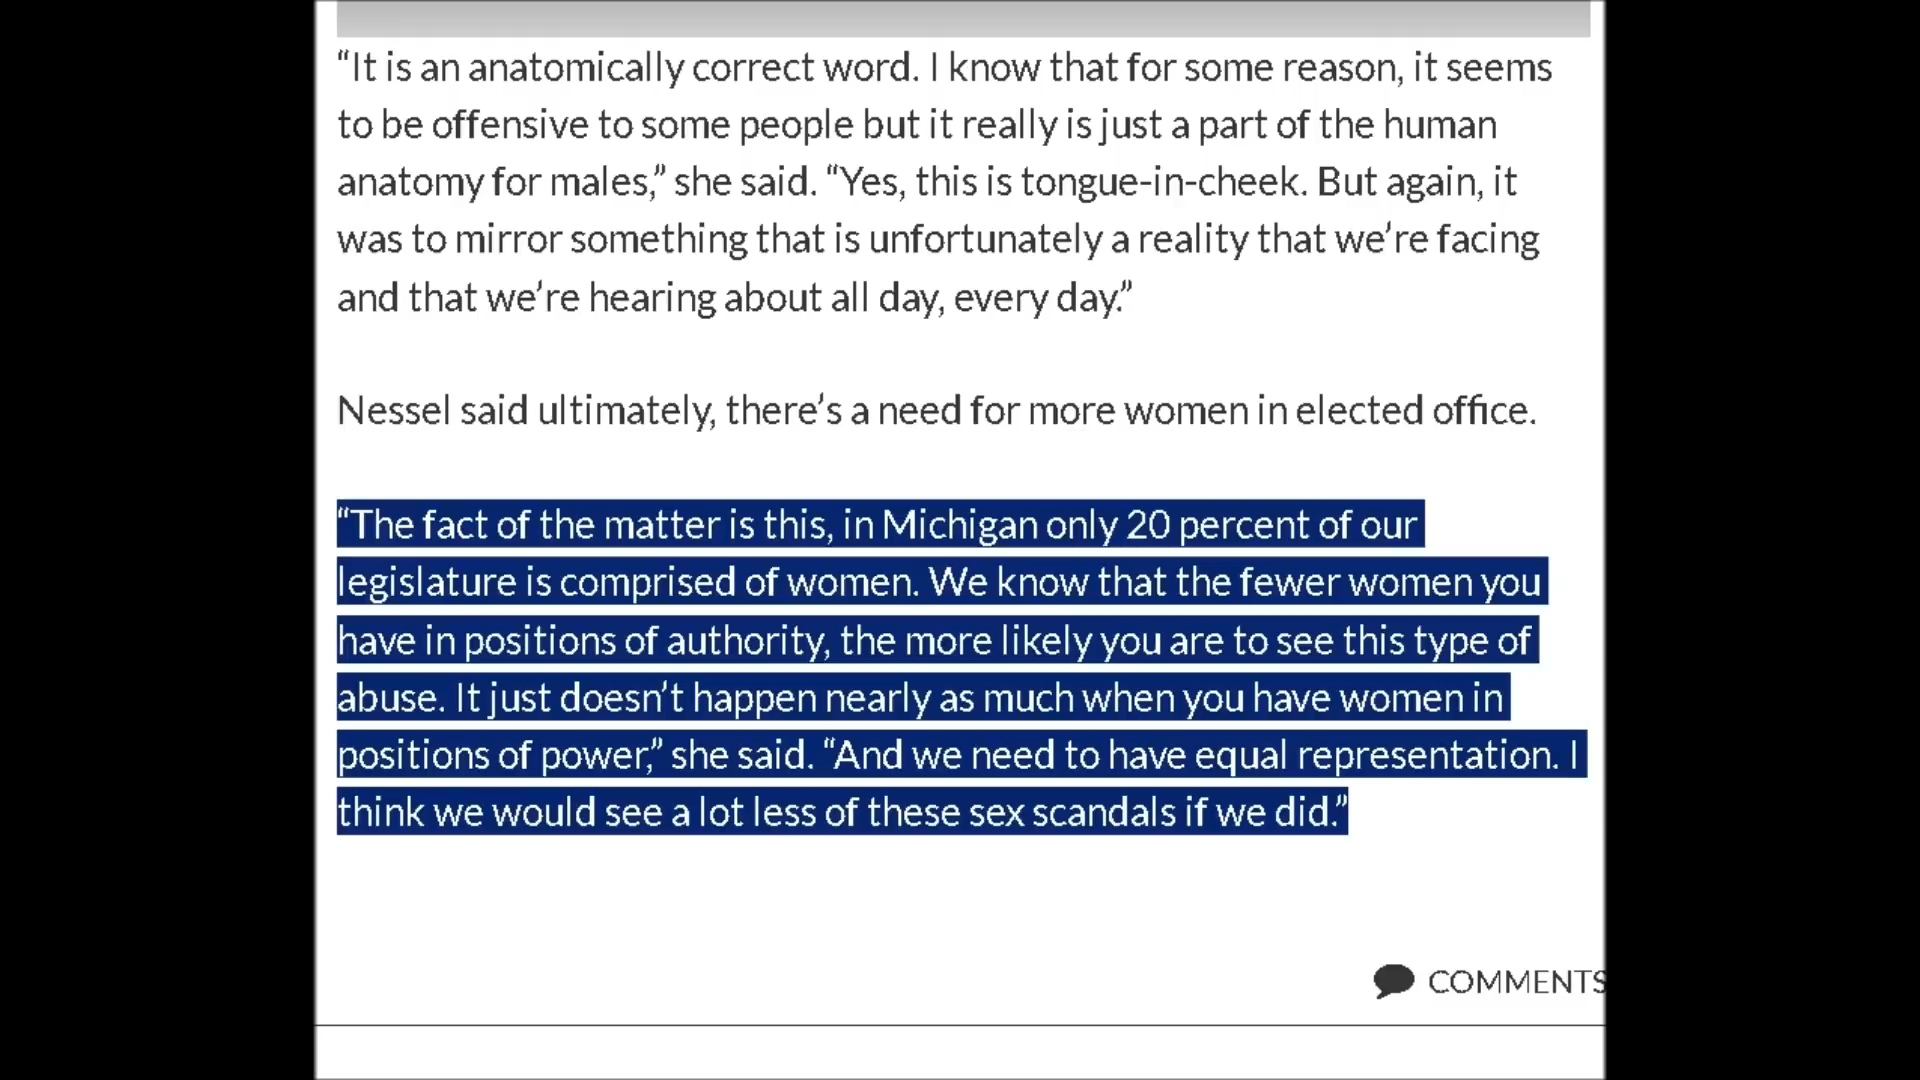 “It is an anatomically correct word. I know that for some reason, it seems
to be offensive to some people but it really is just a part of the human
anatomy for males,” she said. “Yes, this is tongue-in-cheek. But again, it
was to mirror something that is unfortunately a reality that we’re facing
and that we’re hearing about all day, every day.”
Nessel said ultimately, there’s a need for more women in elected office.
“The fact of the matter is this, in Michigan only 20 percent of our
legislature is comprised of women. We know that the fewer women you
have in positions of authority, the more likely you are to see this type of
abuse. It just doesn’t happen nearly as much when you have women in
positions of power,” she said. “And we need to have equal representation. I
think we would see a lot less of these sex scandals if we did.”
COMMENTS